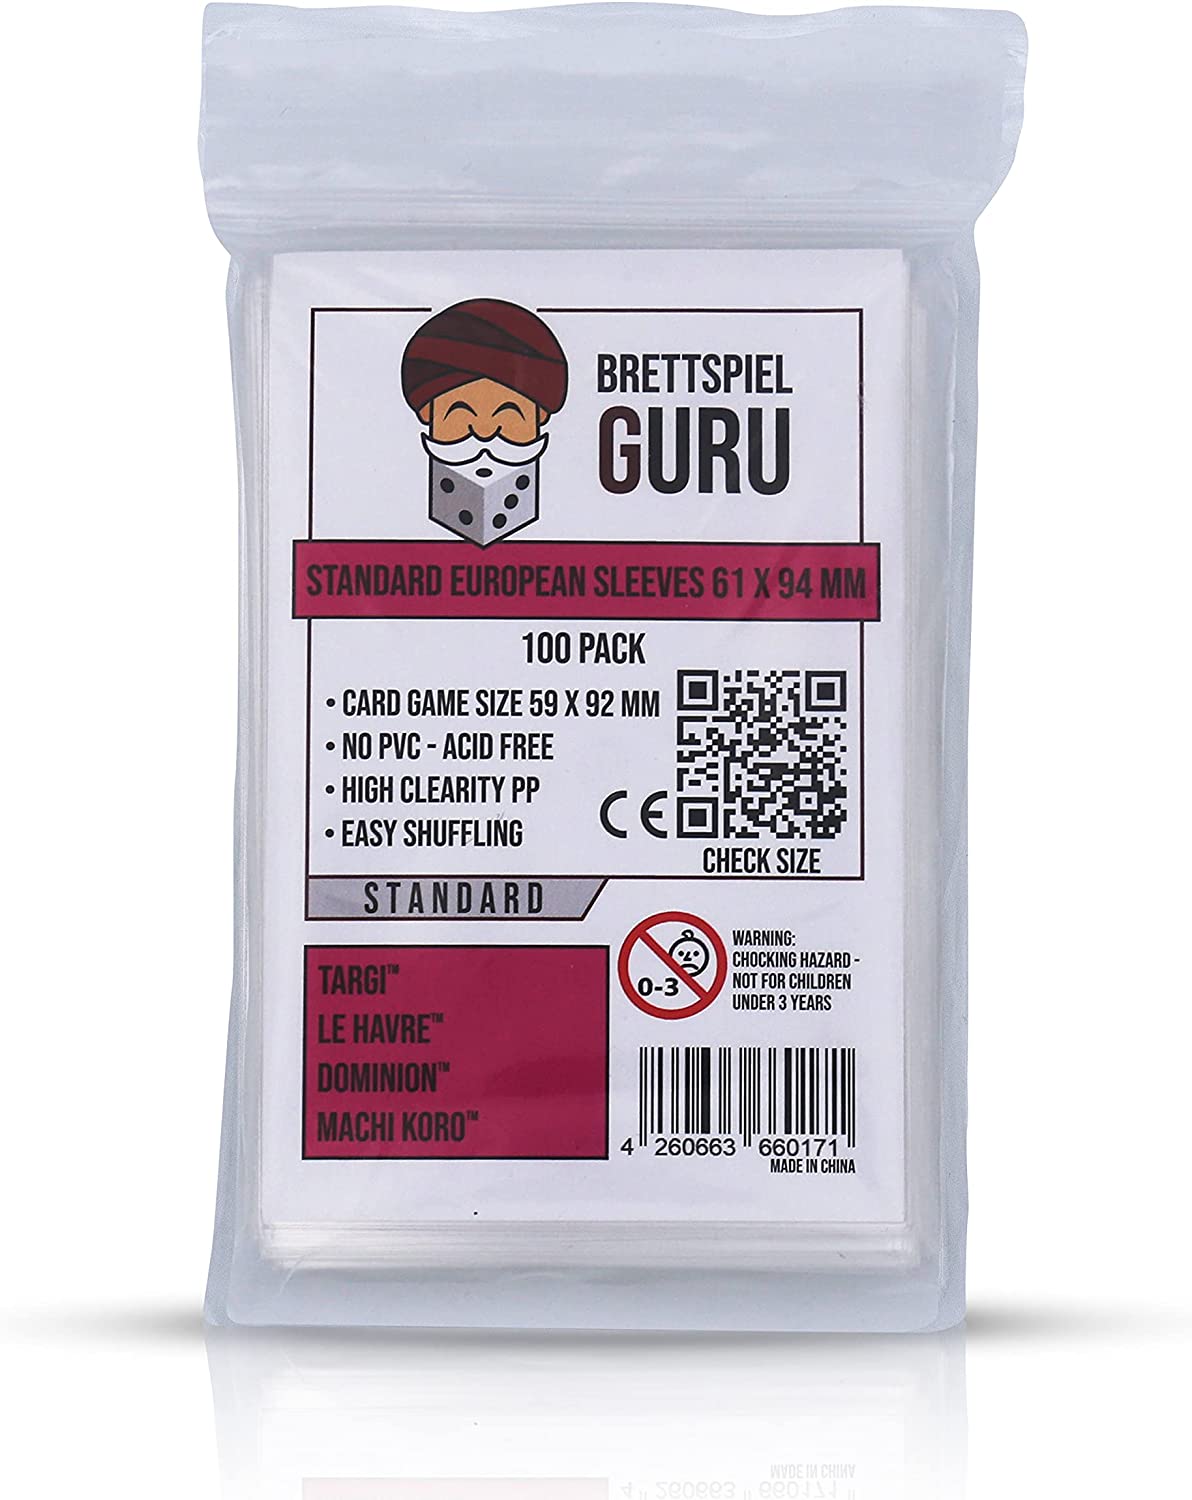 BRETTSPIEL
GURU
STANDARD EUROPEAN SLEEVES 61 X 94 MM
100 PACK
• CARD GAME SIZE 59 X 92 MM
• NO PVC - ACID FREE
• HIGH CLEARITY PP
• EASY SHUFFLING
CE
CHECK SIZE
STANDARD
TARGI™
LE HAVRE™
DOMINION™
MACHI KORO™
0-3
WARNING:
CHOCKING HAZARD -
NOT FOR CHILDREN
UNDER 3 YEARS
4 260663 660171
MADE IN CHINA